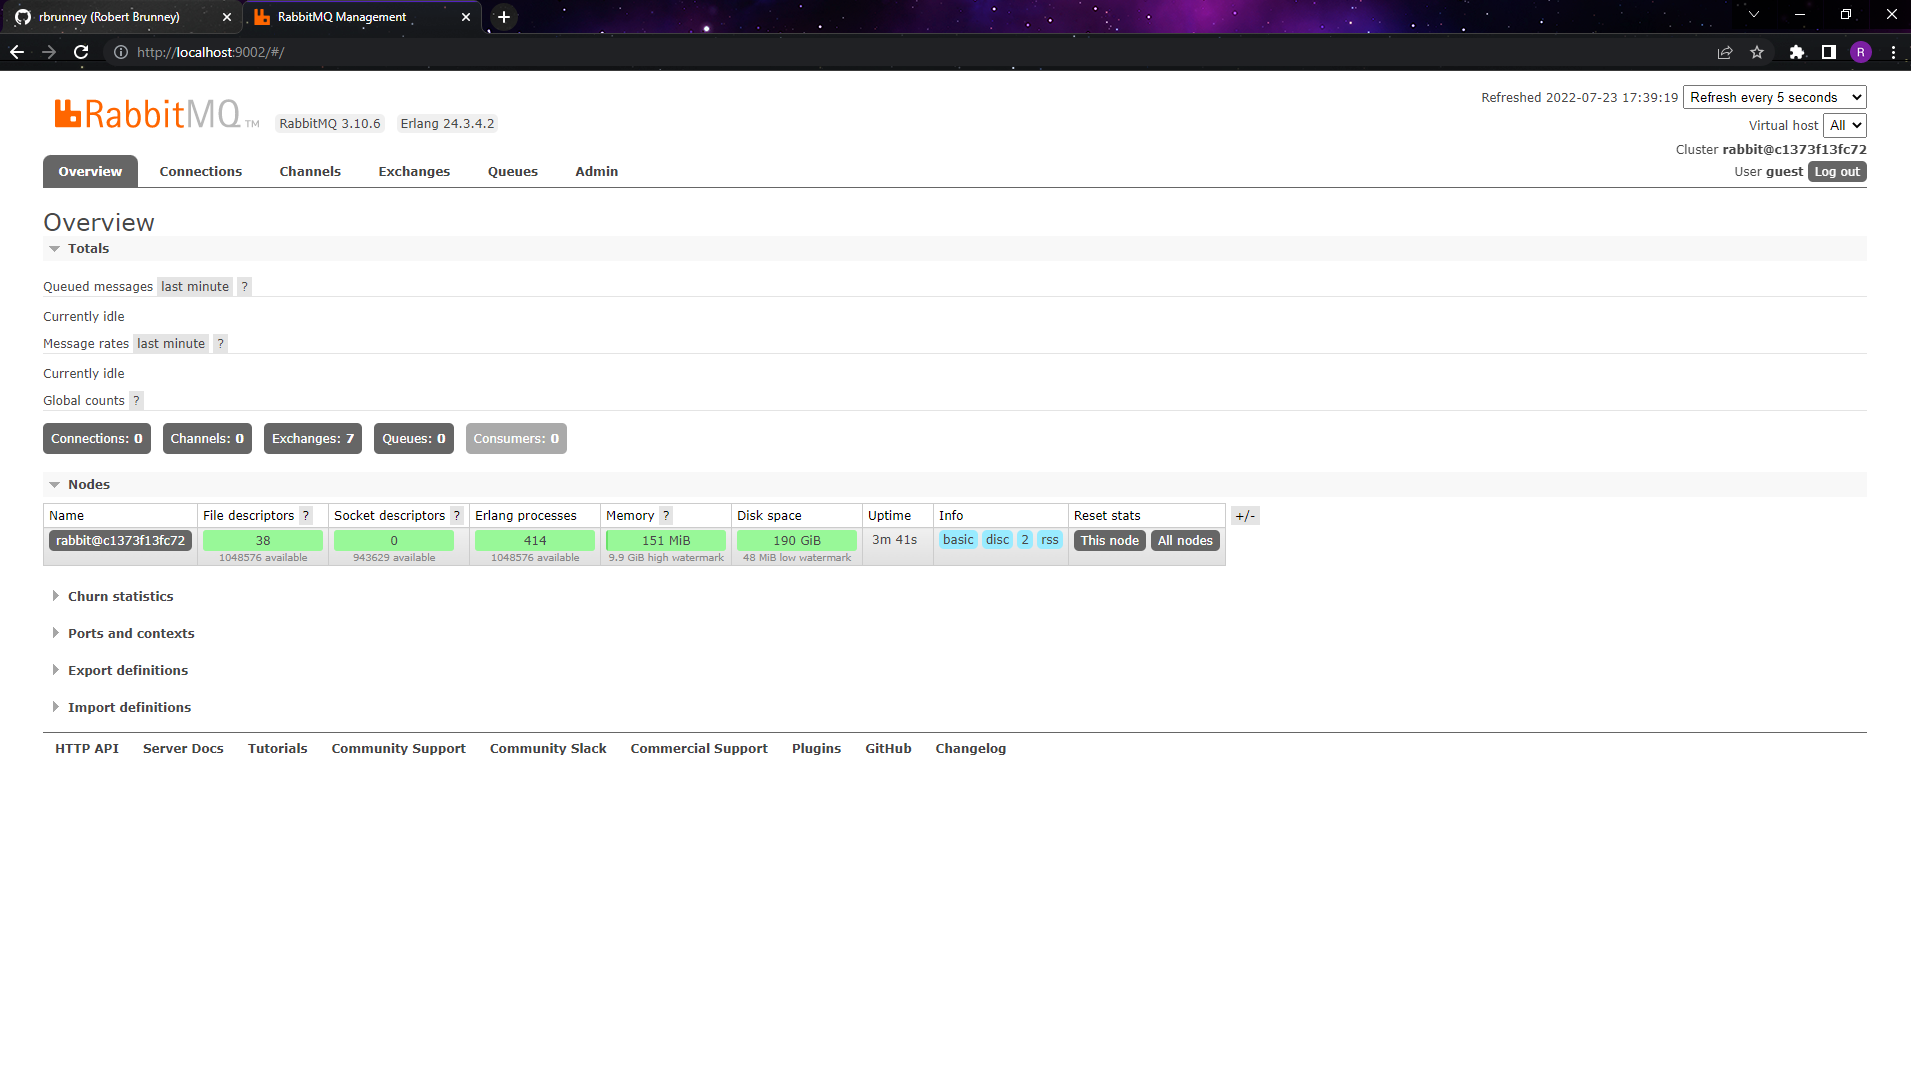 rbrunney (Robert Brunney)
RabbitMQ Management
http://localhost:9002/#/
R
RabbitMQ TM
RabbitMQ 3.10.6 Erlang 24.3.4.2
Refreshed 2022-07-23 17:39:19 Refresh every 5 seconds
Virtual host All
Cluster rabbit@c1373f13fc72
User guest Log out
Overview Connections Channels Exchanges Queues Admin
Overview
Totals
Queued messages last minute ?
Currently idle
Message rates last minute ?
Currently idle
Global counts ?
Connections: 0 Channels: 0 Exchanges: 7 Queues: 0 Consumers: 0
Nodes
Name File descriptors ? Socket descriptors ? Erlang processes Memory ? Disk space Uptime Info Reset stats +/-
rabbit@c1373f13fc72 38 0 414 151 MiB 190 GiB 3m 41s basic disc 2 rss This node All nodes
1048576 available 943629 available 1048576 available 9.9 GiB high watermark 48 MiB low watermark
Churn statistics
Ports and contexts
Export definitions
Import definitions
HTTP API Server Docs Tutorials Community Support Community Slack Commercial Support Plugins GitHub Changelog